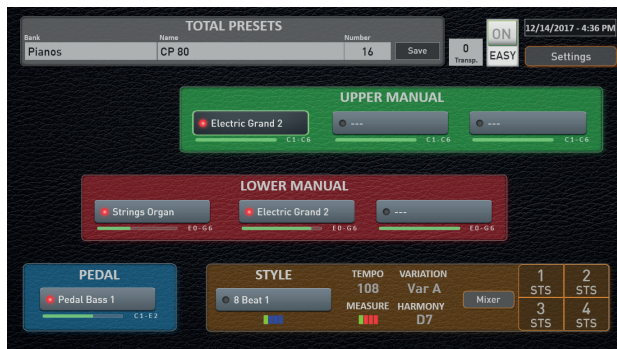 TOTAL PRESETS
Bank Name Number
Pianos CP 80 16 Save
0
Transp.
ON
EASY
12/14/2017 - 4:36 PM
Settings
UPPER MANUAL
Electric Grand 2 --- ---
C1-C6 C1-C6 C1-C6
LOWER MANUAL
Strings Organ Electric Grand 2 ---
E0-G6 E0-G6 E0-G6
PEDAL
Pedal Bass 1
C1-E2
STYLE
8 Beat 1
TEMPO VARIATION
108 Var A
MEASURE HARMONY
D7
Mixer
1 2
STS STS
3 4
STS STS